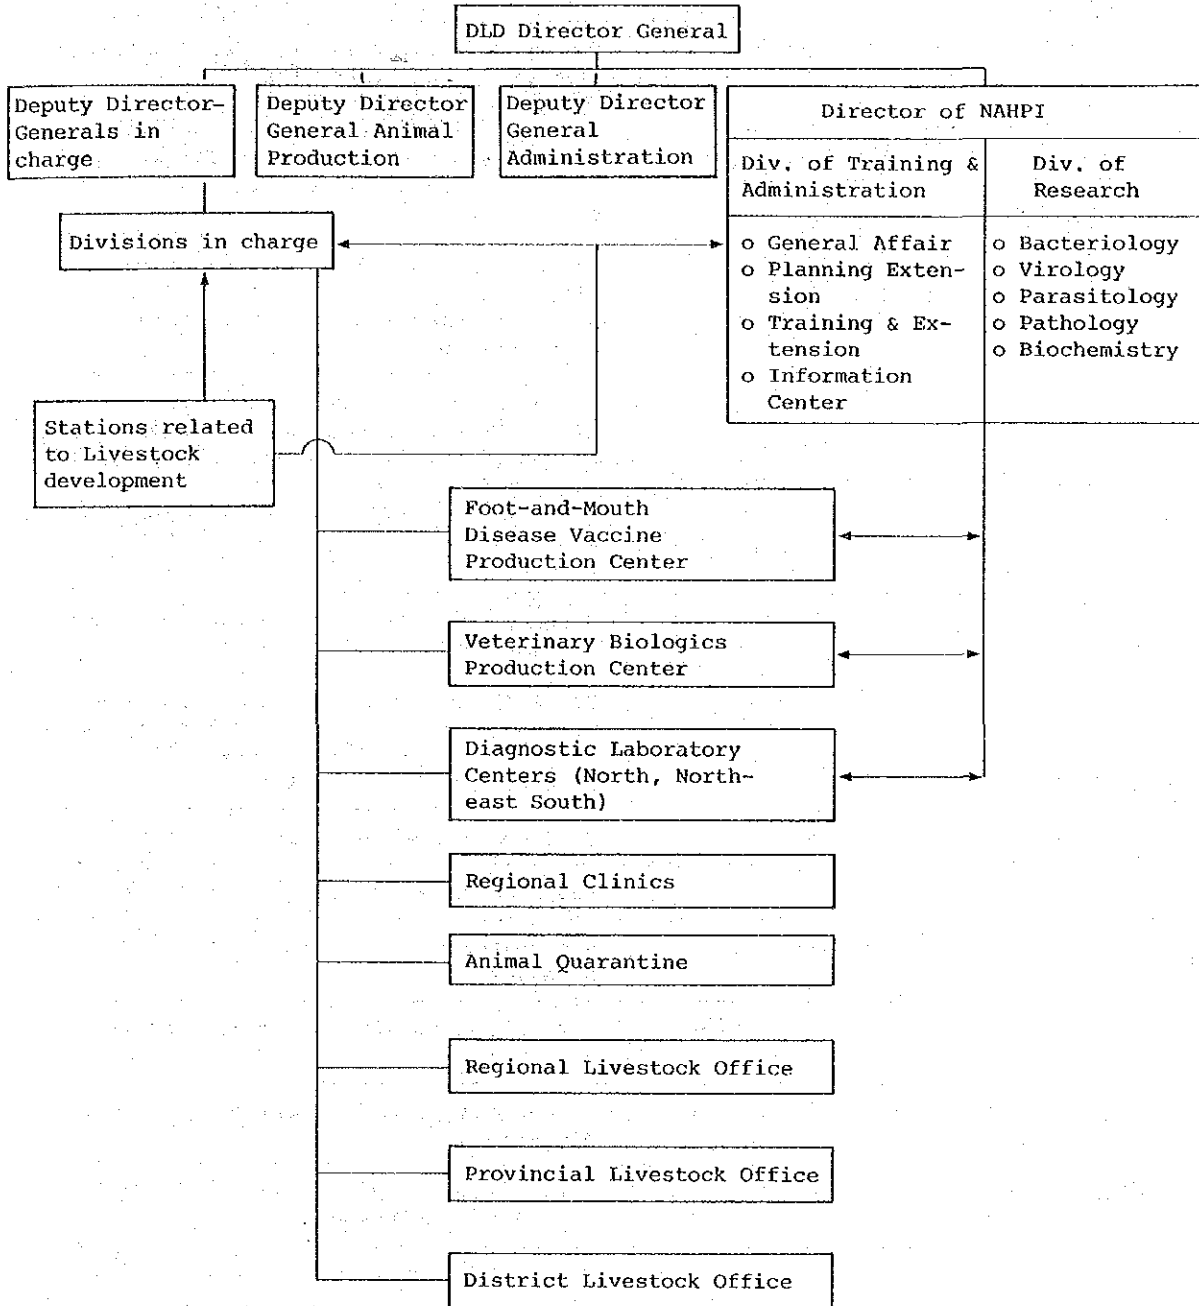 DLD Director General
Deputy Director-
Generals in
charge
Deputy Director
General Animal
Production
Deputy Director
General
Administration
Director of NAHPI
Div. of Training &
Administration
Div. of
Research
Divisions in charge
o General Affair
o Planning Exten-
sion
o Training & Ex-
tension
o Information
Center
o Bacteriology
o Virology
o Parasitology
o Pathology
o Biochemistry
Stations related
to Livestock
development
Foot-and-Mouth
Disease Vaccine
Production Center
Veterinary Biologics
Production Center
Diagnostic Laboratory
Centers (North, North-
east South)
Regional Clinics
Animal Quarantine
Regional Livestock Office
Provincial Livestock Office
District Livestock Office